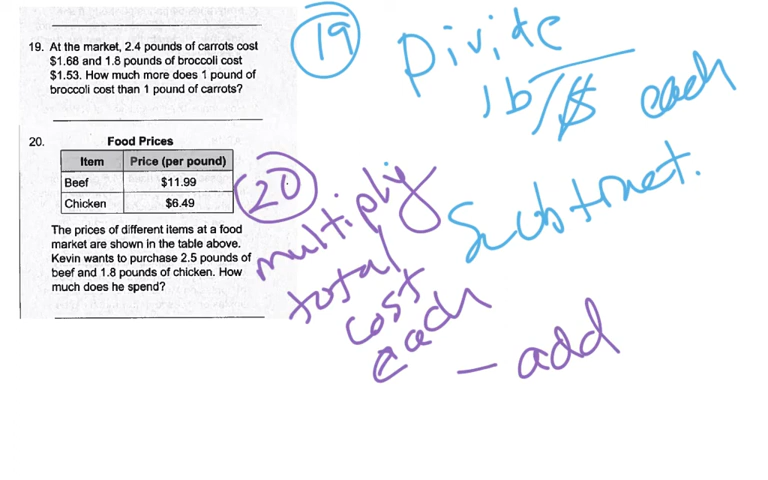 19. At the market, 2.4 pounds of carrots cost
$1.68 and 1.8 pounds of broccoli cost
$1.53. How much more does 1 pound of
broccoli cost than 1 pound of carrots?
20.
Food Prices
Item Price (per pound)
Beef $11.99
Chicken $6.49
The prices of different items at a food
market are shown in the table above.
Kevin wants to purchase 2.5 pounds of
beef and 1.8 pounds of chicken. How
much does he spend?
19 Divide
lb/$ each
Subtract.
20 multiply
total
cost
each
– add